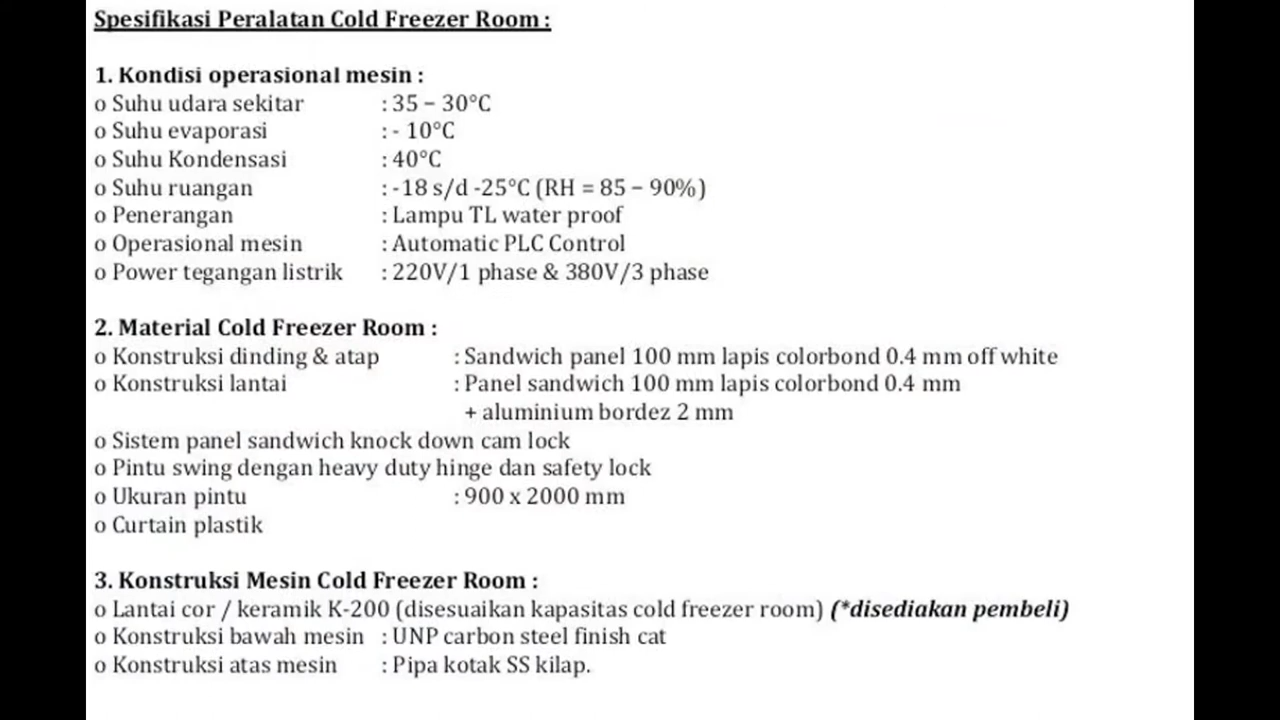 Spesifikasi Peralatan Cold Freezer Room :
1. Kondisi operasional mesin :
o Suhu udara sekitar : 35 – 30°C
o Suhu evaporasi : - 10°C
o Suhu Kondensasi : 40°C
o Suhu ruangan : -18 s/d -25°C (RH = 85 – 90%)
o Penerangan : Lampu TL water proof
o Operasional mesin : Automatic PLC Control
o Power tegangan listrik : 220V/1 phase & 380V/3 phase
2. Material Cold Freezer Room :
o Konstruksi dinding & atap : Sandwich panel 100 mm lapis colorbond 0.4 mm off white
o Konstruksi lantai : Panel sandwich 100 mm lapis colorbond 0.4 mm
+ aluminium bordez 2 mm
o Sistem panel sandwich knock down cam lock
o Pintu swing dengan heavy duty hinge dan safety lock
o Ukuran pintu : 900 x 2000 mm
o Curtain plastik
3. Konstruksi Mesin Cold Freezer Room :
o Lantai cor / keramik K-200 (disesuaikan kapasitas cold freezer room) (*disediakan pembeli)
o Konstruksi bawah mesin : UNP carbon steel finish cat
o Konstruksi atas mesin : Pipa kotak SS kilap.